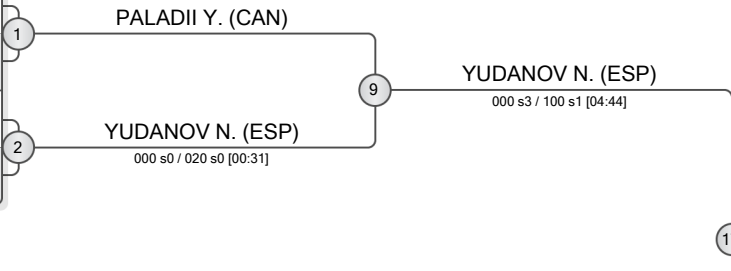 PALADII Y. (CAN)
1
9
YUDANOV N. (ESP)
000 s3 / 100 s1 [04:44]
YUDANOV N. (ESP)
2
000 s0 / 020 s0 [00:31]